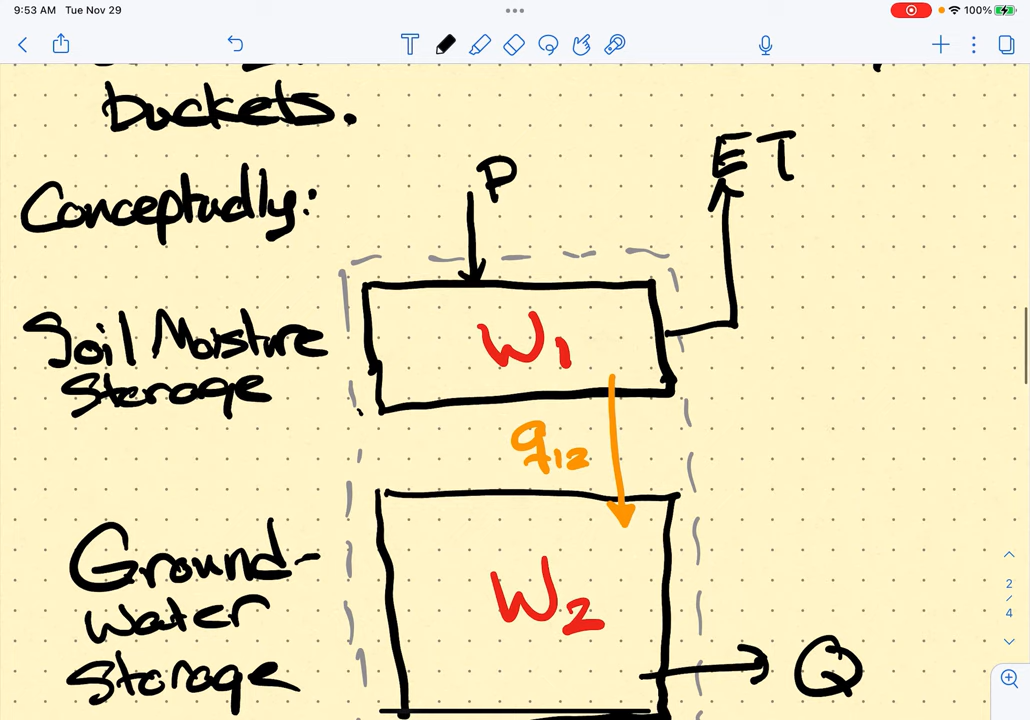 9:53 AM Tue Nov 29
100%
buckets.
Conceptually:
P
ET
Soil Moisture
Storage
W1
q12
Ground-
water
Storage
W2
Q
2
/
4